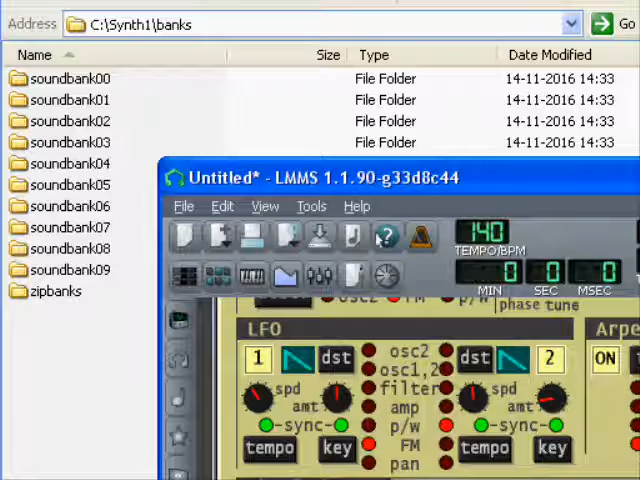 Address C:\Synth1\banks Go
Name Size Type Date Modified
soundbank00 File Folder 14-11-2016 14:33
soundbank01 File Folder 14-11-2016 14:33
soundbank02 File Folder 14-11-2016 14:33
soundbank03 File Folder 14-11-2016 14:33
soundbank04
soundbank05
soundbank06
soundbank07
soundbank08
soundbank09
zipbanks
Untitled* - LMMS 1.1.90-g33d8c44
File Edit View Tools Help
140
TEMPO/BPM
0 0 0
MIN SEC MSEC
osc2 FM p/w phase tune
LFO Arpe
1 dst osc2 dst 2 ON
osc1,2
spd filter spd
amt amp amt
sync p/w sync
tempo key FM tempo key
pan